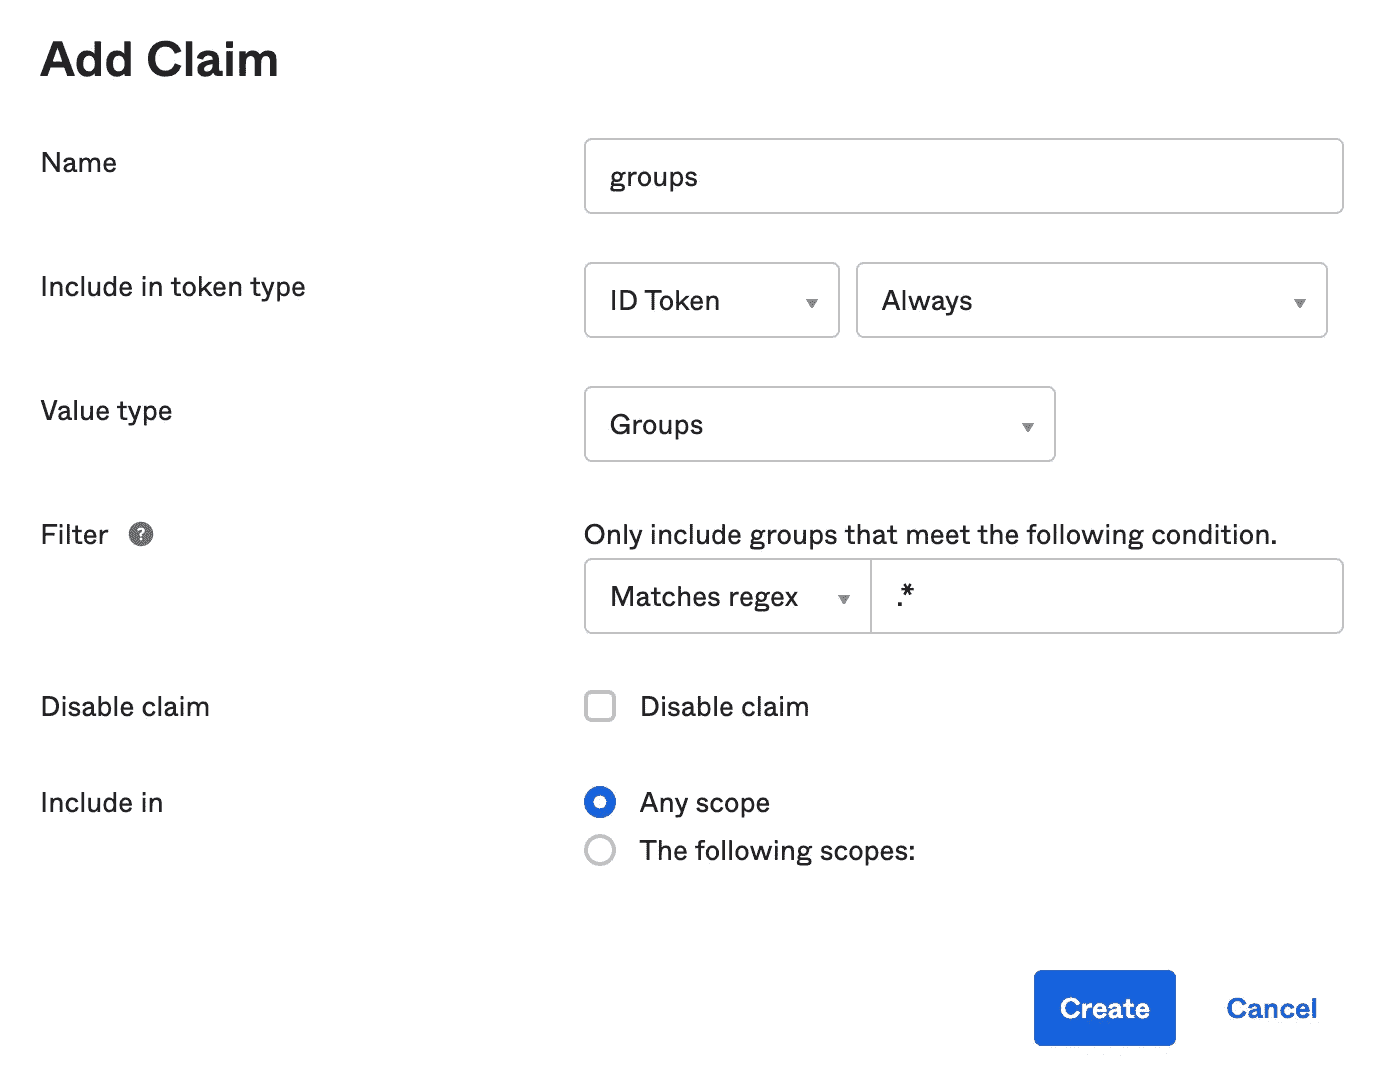 Add Claim
Name
groups
Include in token type
ID Token
Always
Value type
Groups
Filter ?
Only include groups that meet the following condition.
Matches regex
.*
Disable claim
Disable claim
Include in
Any scope
The following scopes:
Create
Cancel